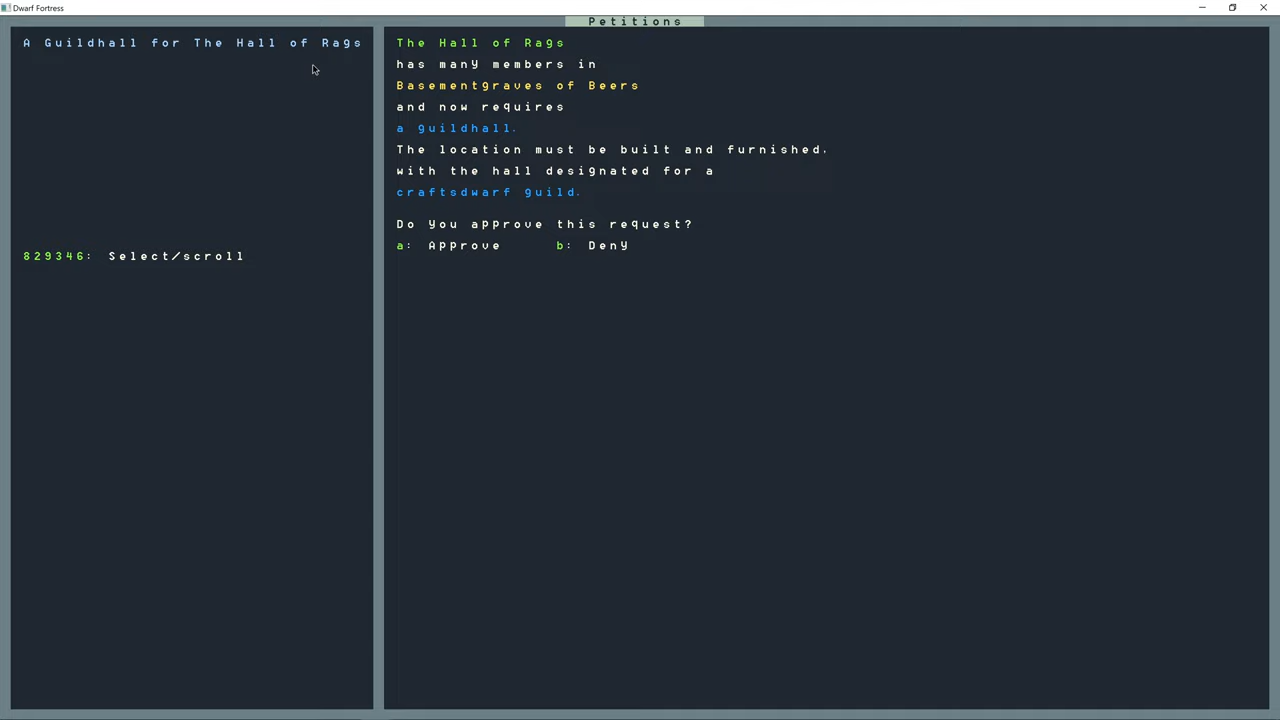 Dwarf Fortress
Petitions
A Guildhall for The Hall of Rags
829346: Select/scroll
The Hall of Rags
has many members in
Basementgraves of Beers
and now requires
a guildhall.
The location must be built and furnished.
with the hall designated for a
craftsdwarf guild.
Do you approve this request?
a: Approve b: Deny